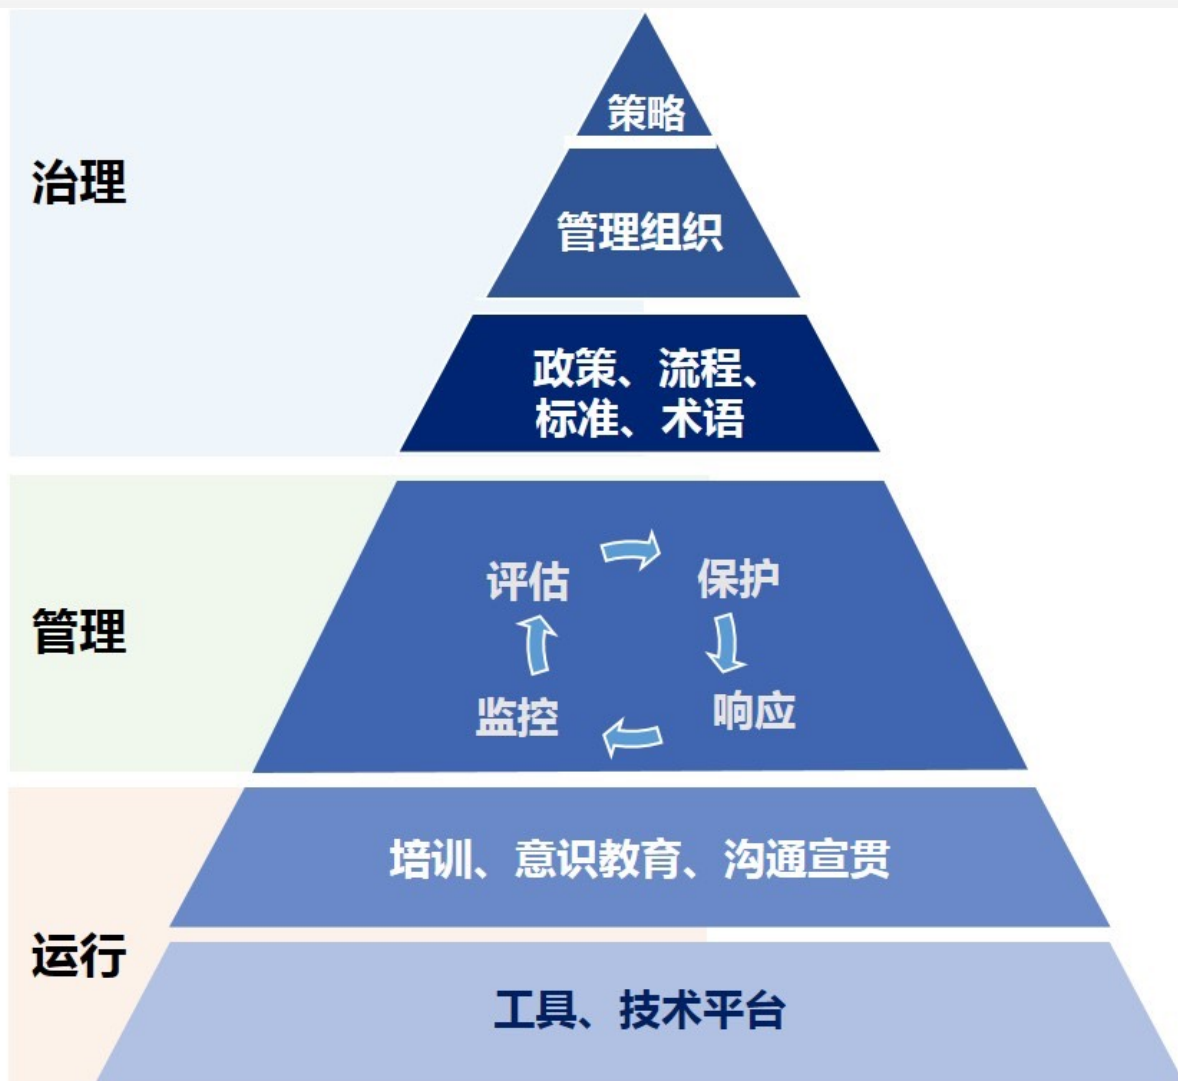 策略
治理
管理组织
政策、流程、
标准、术语
评估
保护
管理
监控
响应
培训、意识教育、沟通宣贯
运行
工具、技术平台